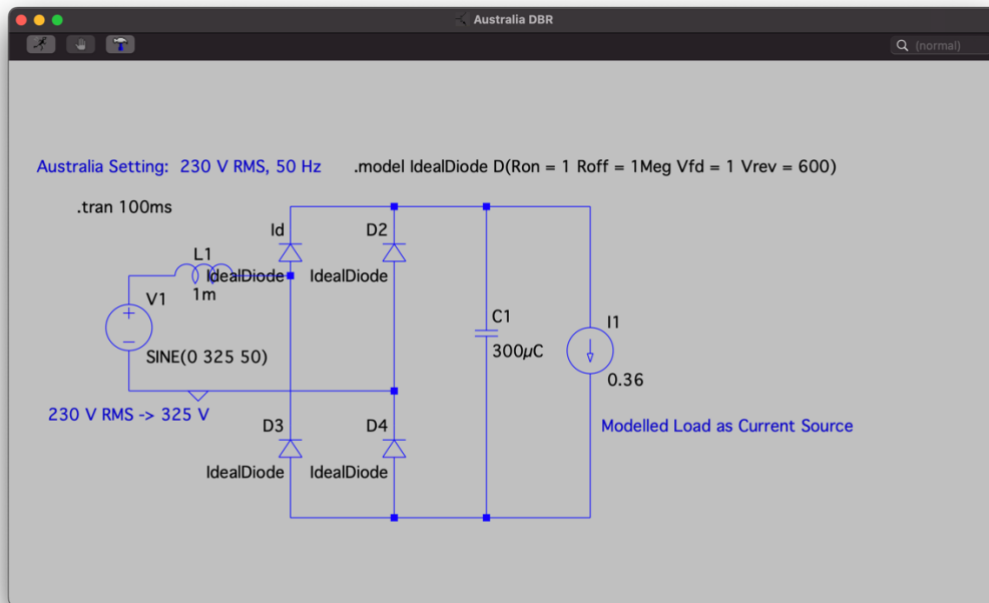 Australia DBR
(normal)
Australia Setting: 230 V RMS, 50 Hz
.model IdealDiode D(Ron = 1 Roff = 1Meg Vfd = 1 Vrev = 600)
.tran 100ms
Id
D2
L1
IdealDiode
IdealDiode
1m
V1
+
−
SINE(0 325 50)
C1
300µC
I1
0.36
230 V RMS -> 325 V
D3
D4
Modelled Load as Current Source
IdealDiode
IdealDiode